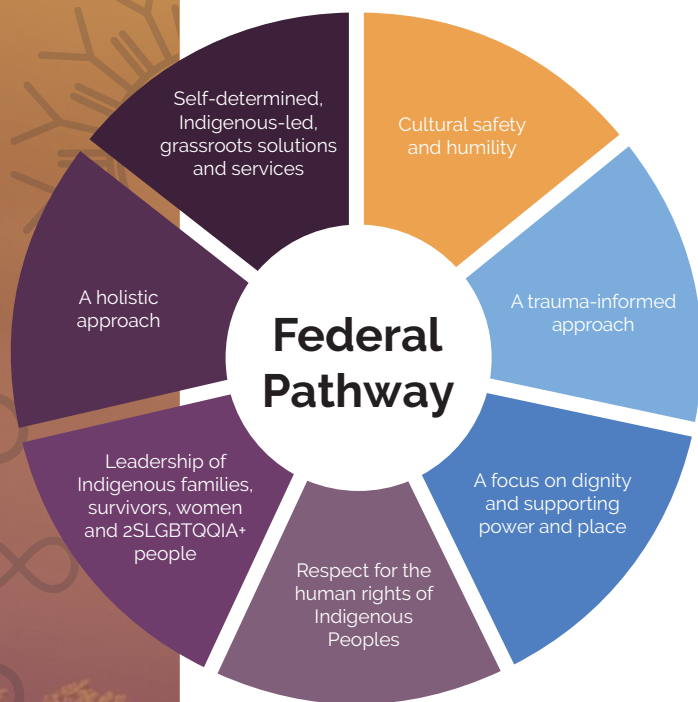 Federal
Pathway
Cultural safety
and humility
A trauma-informed
approach
A focus on dignity
and supporting
power and place
Respect for the
human rights of
Indigenous
Peoples
Leadership of
Indigenous families,
survivors, women
and 2SLGBTQQIA+
people
A holistic
approach
Self-determined,
Indigenous-led,
grassroots solutions
and services